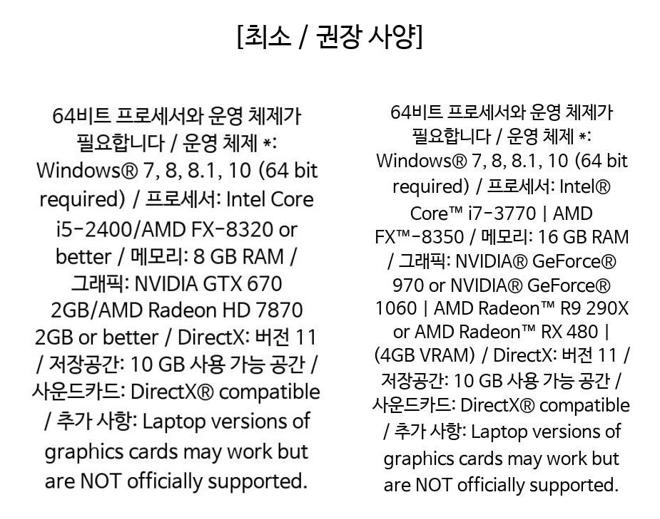 [최소 / 권장 사양]
64비트 프로세서와 운영 체제가
필요합니다 / 운영 체제 *:
Windows® 7, 8, 8.1, 10 (64 bit
required) / 프로세서: Intel Core
i5-2400/AMD FX-8320 or
better / 메모리: 8 GB RAM /
그래픽: NVIDIA GTX 670
2GB/AMD Radeon HD 7870
2GB or better / DirectX: 버전 11
/ 저장공간: 10 GB 사용 가능 공간 /
사운드카드: DirectX® compatible
/ 추가 사항: Laptop versions of
graphics cards may work but
are NOT officially supported.
64비트 프로세서와 운영 체제가
필요합니다 / 운영 체제 *:
Windows® 7, 8, 8.1, 10 (64 bit
required) / 프로세서: Intel®
Core™ i7-3770 | AMD
FX™-8350 / 메모리: 16 GB RAM
/ 그래픽: NVIDIA® GeForce®
970 or NVIDIA® GeForce®
1060 | AMD Radeon™ R9 290X
or AMD Radeon™ RX 480 |
(4GB VRAM) / DirectX: 버전 11 /
저장공간: 10 GB 사용 가능 공간 /
사운드카드: DirectX® compatible
/ 추가 사항: Laptop versions of
graphics cards may work but
are NOT officially supported.